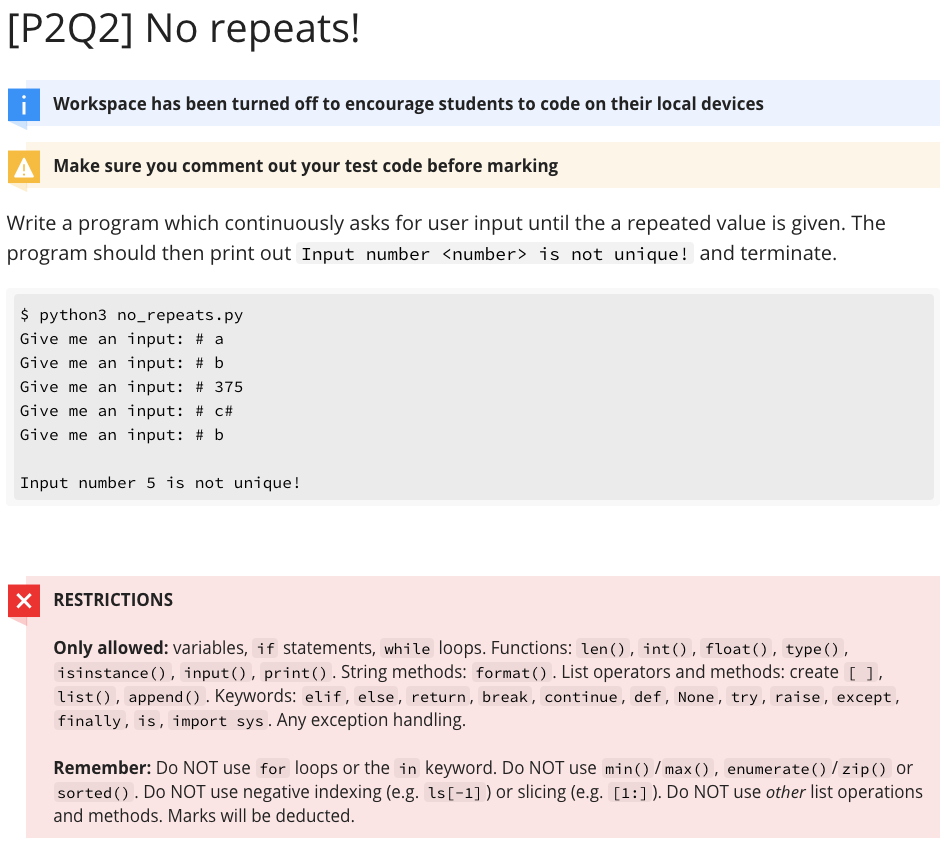 [P2Q2] No repeats!
Workspace has been turned off to encourage students to code on their local devices
Make sure you comment out your test code before marking
Write a program which continuously asks for user input until the a repeated value is given. The
program should then print out Input number <number> is not unique! and terminate.
$ python3 no_repeats.py
Give me an input: # a
Give me an input: # b
Give me an input: # 375
Give me an input: # c#
Give me an input: # b
Input number 5 is not unique!
RESTRICTIONS
Only allowed: variables, if statements, while loops. Functions: len(), int(), float(), type(),
isinstance(), input(), print(). String methods: format(). List operators and methods: create [ ],
list(), append(). Keywords: elif, else, return, break, continue, def, None, try, raise, except,
finally, is, import sys. Any exception handling.
Remember: Do NOT use for loops or the in keyword. Do NOT use min()/max(), enumerate()/zip() or
sorted(). Do NOT use negative indexing (e.g. ls[-1]) or slicing (e.g. [1:]). Do NOT use other list operations
and methods. Marks will be deducted.